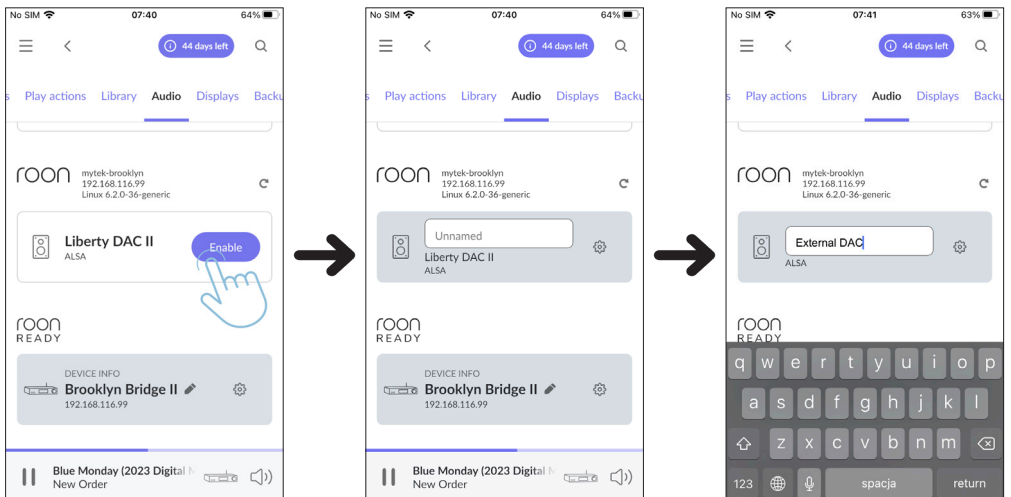 No SIM 07:40 64%
44 days left
s Play actions Library Audio Displays Backu
roon
mytek-brooklyn
192.168.116.99
Linux 6.2.0-36-generic
Liberty DAC II
ALSA
Enable
roon
READY
DEVICE INFO
Brooklyn Bridge II
192.168.116.99
Blue Monday (2023 Digital N
New Order
No SIM 07:40 64%
44 days left
s Play actions Library Audio Displays Backu
roon
mytek-brooklyn
192.168.116.99
Linux 6.2.0-36-generic
Unnamed
Liberty DAC II
ALSA
roon
READY
DEVICE INFO
Brooklyn Bridge II
192.168.116.99
Blue Monday (2023 Digital N
New Order
No SIM 07:41 63%
44 days left
s Play actions Library Audio Displays Backu
roon
mytek-brooklyn
192.168.116.99
Linux 6.2.0-36-generic
External DAC
ALSA
roon
READY
q w e r t y u i o p
a s d f g h j k l
z x c v b n m
123 spacja return